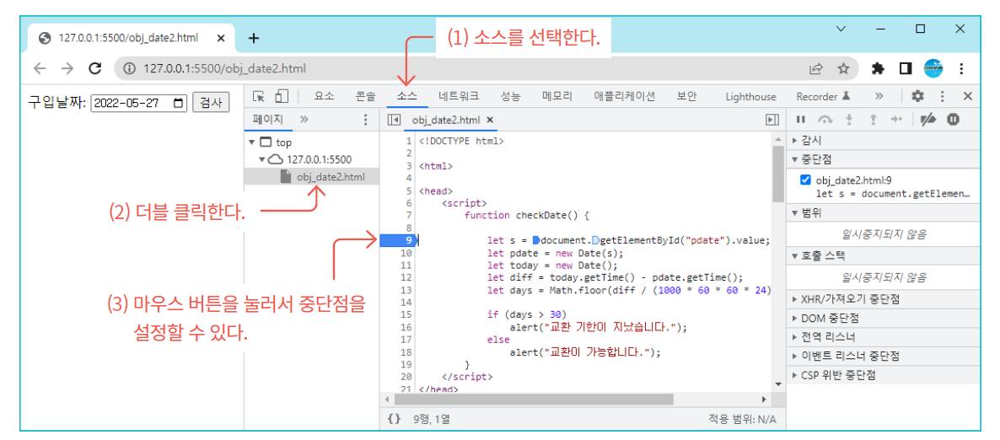 127.0.0.1:5500/obj_date2.html
(1) 소스를 선택한다.
127.0.0.1:5500/obj_date2.html
구입날짜: 2022-05-27 검사
요소 콘솔 소스 네트워크 성능 메모리 애플리케이션 보안 Lighthouse Recorder »
페이지 »
obj_date2.html ×
top
127.0.0.1:5500
obj_date2.html
(2) 더블 클릭한다.
(3) 마우스 버튼을 눌러서 중단점을
설정할 수 있다.
1 <!DOCTYPE html>
2
3 <html>
4
5 <head>
6 <script>
7 function checkDate() {
8
9 let s = document.getElementById("pdate").value;
10 let pdate = new Date(s);
11 let today = new Date();
12 let diff = today.getTime() - pdate.getTime();
13 let days = Math.floor(diff / (1000 * 60 * 60 * 24)
14
15 if (days > 30)
16 alert("교환 기한이 지났습니다.");
17 else
18 alert("교환이 가능합니다.");
19 }
20 </script>
21 </head>
{} 9행, 1열 적용 범위: N/A
감시
중단점
obj_date2.html:9
let s = document.getElemen…
범위
일시중지되지 않음
호출 스택
일시중지되지 않음
XHR/가져오기 중단점
DOM 중단점
전역 리스너
이벤트 리스너 중단점
CSP 위반 중단점